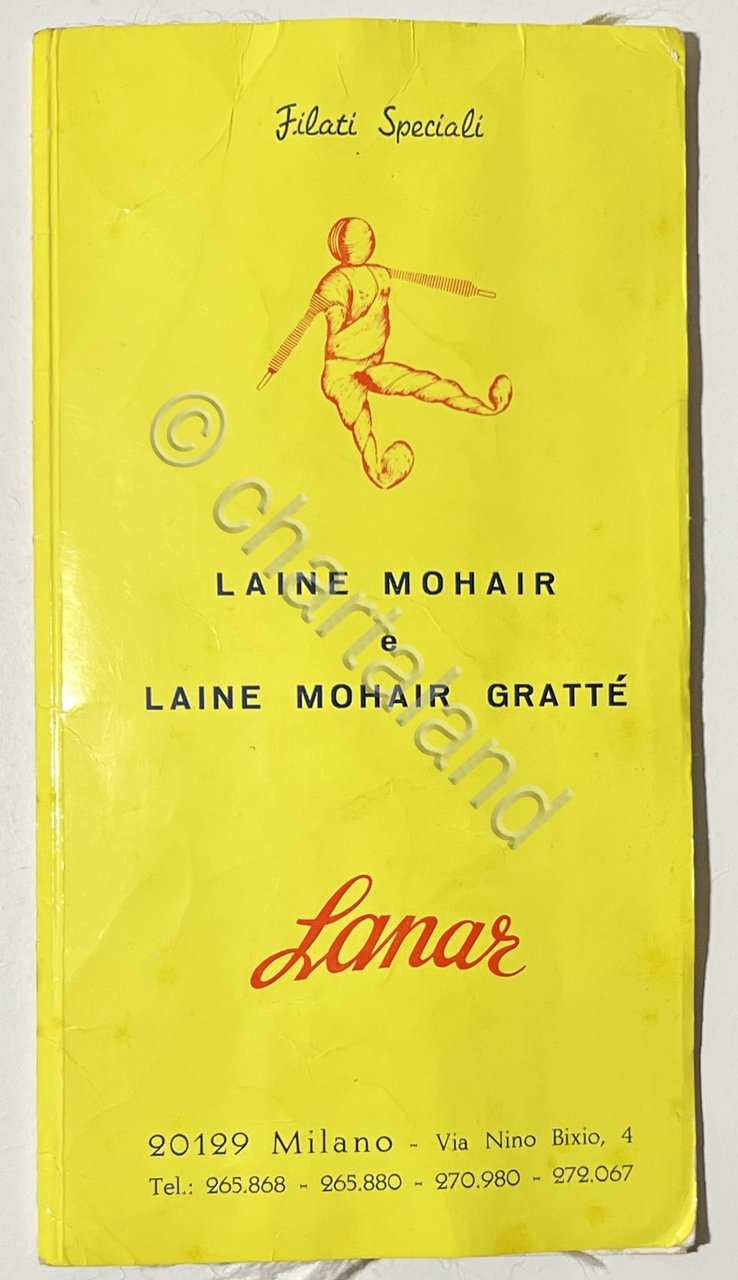 Filati Speciali
LAINE MOHAIR
e
LAINE MOHAIR GRATTÉ
© chartaland
Lanar
20129 Milano - Via Nino Bixio, 4
Tel.: 265.868 - 265.880 - 270.980 - 272.067